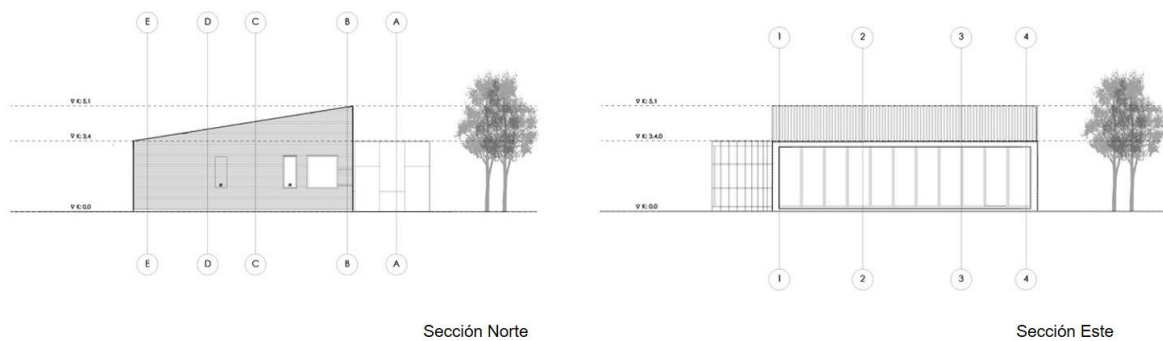 E D C B A
∇ K: 5,1
∇ K: 3,4
∇ K: 0,0
E D C B A
Sección Norte
1 2 3 4
∇ K: 5,1
∇ K: 3,4,0
∇ K: 0,0
1 2 3 4
Sección Este